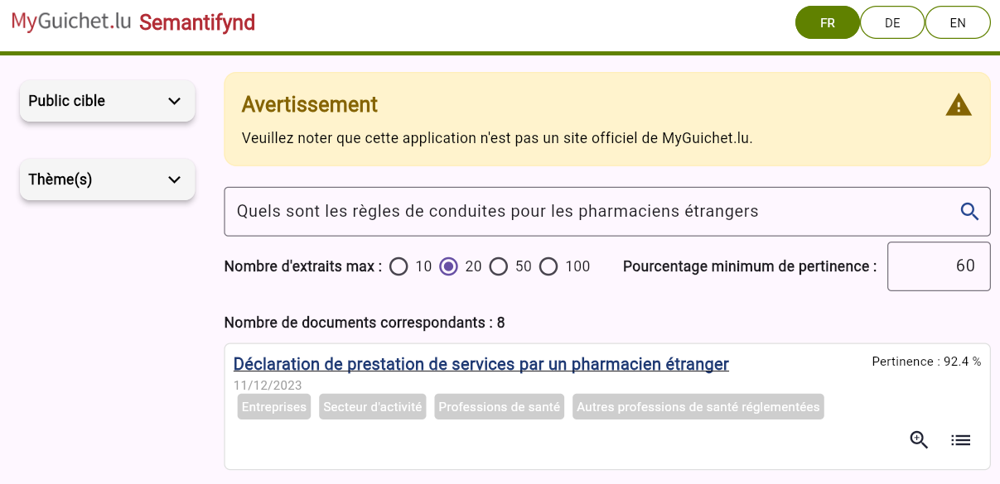 MyGuichet.lu Semantifynd
FR DE EN
Public cible
Thème(s)
Avertissement
Veuillez noter que cette application n'est pas un site officiel de MyGuichet.lu.
Quels sont les règles de conduites pour les pharmaciens étrangers
Nombre d'extraits max : 10 20 50 100 Pourcentage minimum de pertinence : 60
Nombre de documents correspondants : 8
Déclaration de prestation de services par un pharmacien étranger Pertinence : 92.4 %
11/12/2023
Entreprises Secteur d'activité Professions de santé Autres professions de santé réglementées